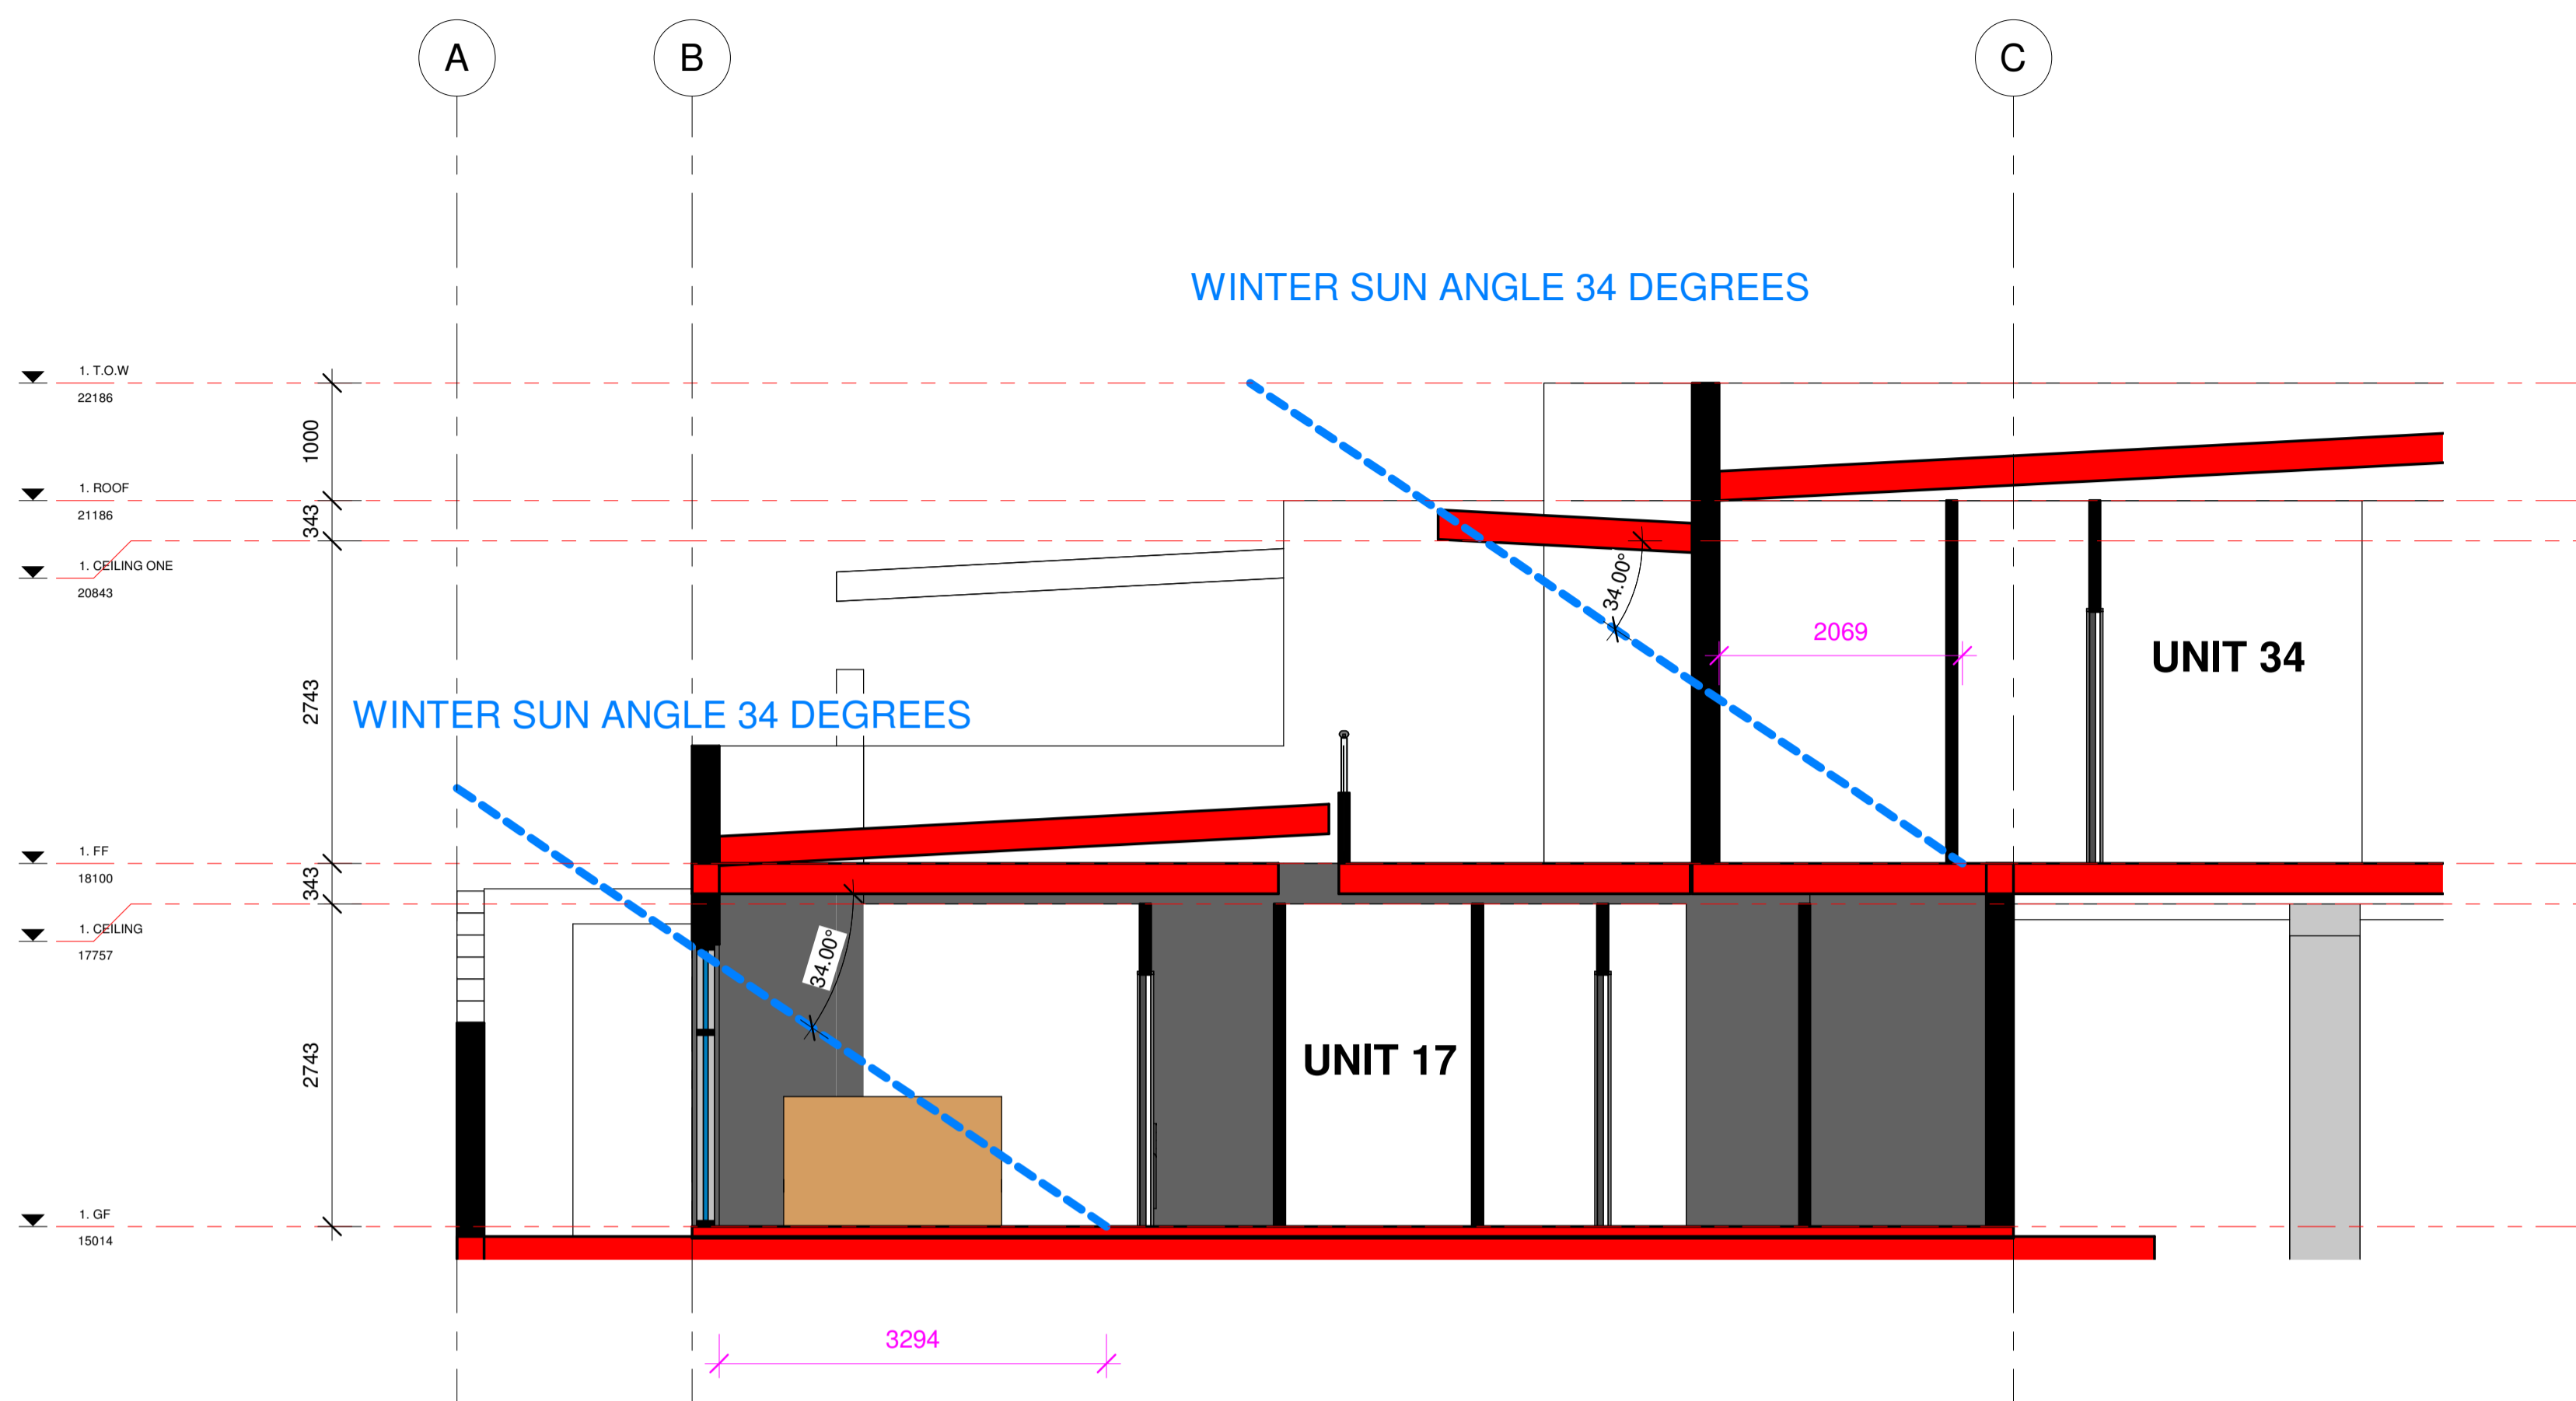 A
B
C
WINTER SUN ANGLE 34 DEGREES
1. T.O.W
22186
1000
1. ROOF
21186
343
1. CEILING ONE
20843
34.00°
2069
UNIT 34
2743
WINTER SUN ANGLE 34 DEGREES
1. FF
18100
343
1. CEILING
17757
34.00°
2743
UNIT 17
1. GF
15014
3294